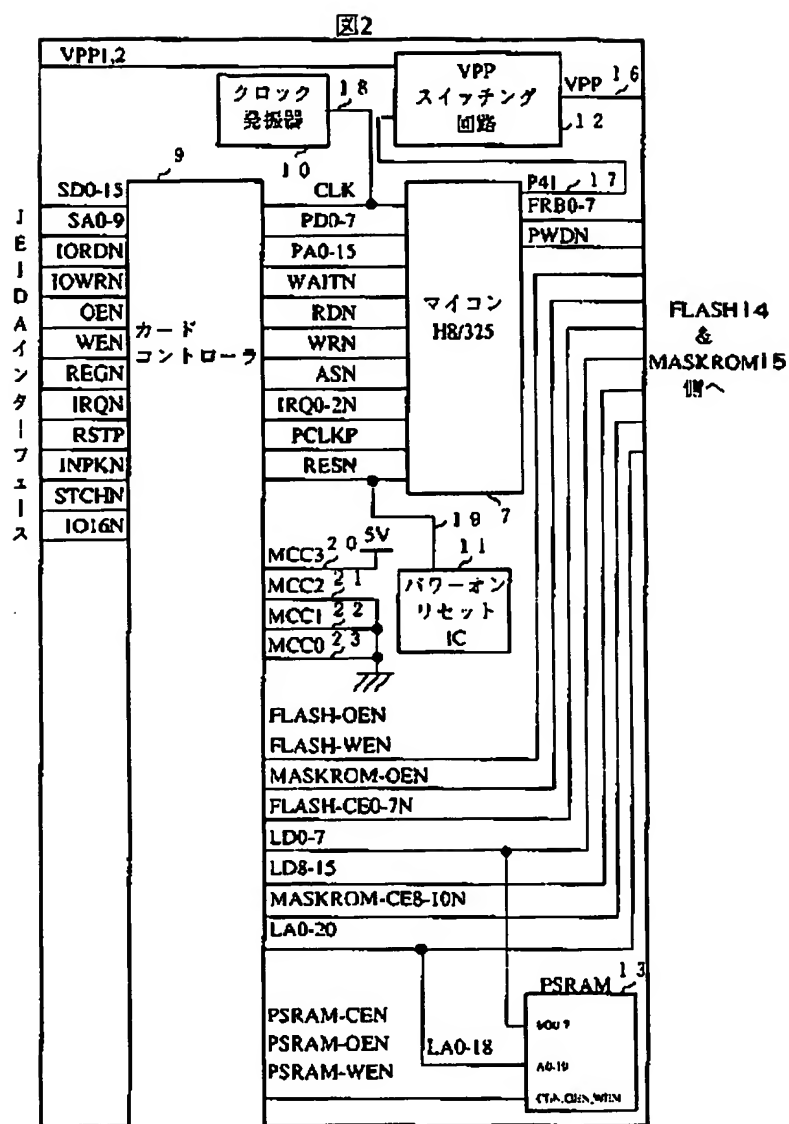 図2
VPP1,2
クロック
発振器
18
10
VPP
スイッチング
回路
12
VPP 16
9
SD0-15
SA0-9
IORDN
IOWRN
OEN
WEN
REGN
IRQN
RSTP
INPKN
STCHN
IO16N
JEIDAインターフェース
カード
コントローラ
CLK
PD0-7
PA0-15
WAITN
RDN
WRN
ASN
IRQ0-2N
PCLKP
RESN
マイコン
H8/325
7
P41 17
FRB0-7
PWDN
FLASH14
&
MASKROM15
側へ
19
11
パワーオン
リセット
IC
5V
MCC3 20
MCC2 21
MCC1 22
MCC0 23
FLASH-OEN
FLASH-WEN
MASKROM-OEN
FLASH-CE0-7N
LD0-7
LD8-15
MASKROM-CE8-10N
LA0-20
PSRAM 13
PSRAM-CEN
PSRAM-OEN
PSRAM-WEN
LA0-18